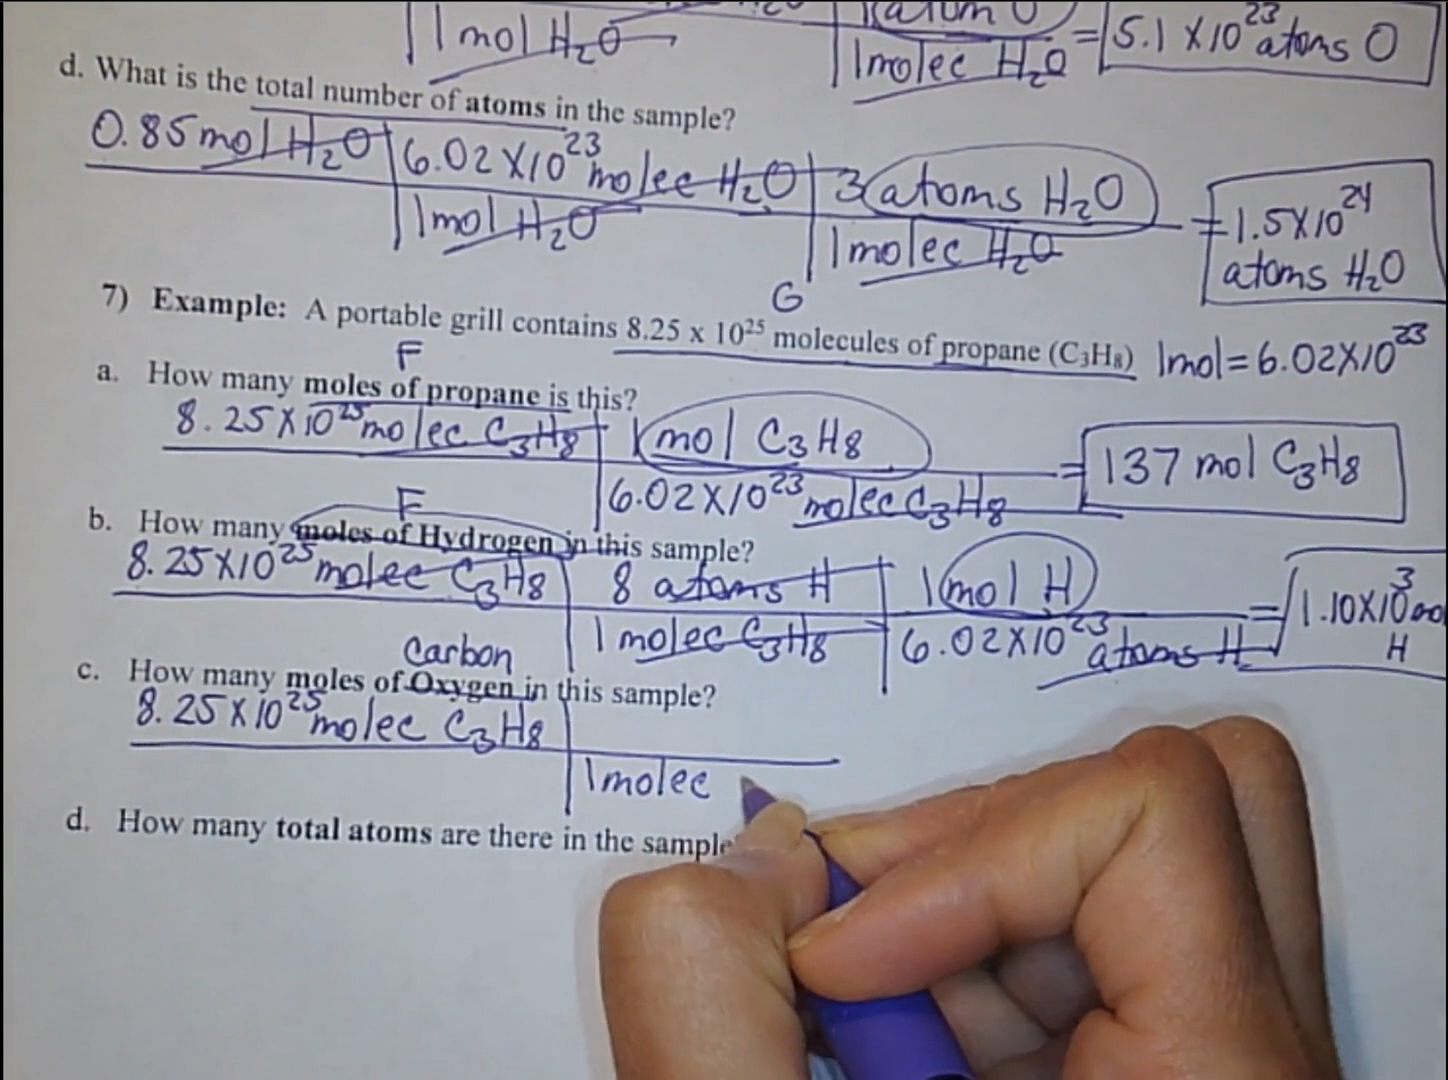 1 mol H₂O 1 atom O = 5.1 X 10²³ atoms O
1 molec H₂O
d. What is the total number of atoms in the sample?
0.85 mol H₂O 6.02 X 10²³ molec H₂O 3 atoms H₂O = 1.5 X 10²⁴
1 mol H₂O 1 molec H₂O atoms H₂O
G
7) Example: A portable grill contains 8.25 x 10²⁵ molecules of propane (C₃H₈) 1 mol = 6.02 X 10²³
F
a. How many moles of propane is this?
8.25 X 10²⁵ molec C₃H₈ 1 mol C₃H₈ = 137 mol C₃H₈
6.02 X 10²³ molec C₃H₈
F
b. How many moles of Hydrogen in this sample?
8.25 X 10²⁵ molec C₃H₈ 8 atoms H 1 mol H = 1.10 X 10³ mol
1 molec C₃H₈ 6.02 X 10²³ atoms H H
Carbon
c. How many moles of Oxygen in this sample?
8.25 X 10²⁵ molec C₃H₈
1 molec
d. How many total atoms are there in the sample